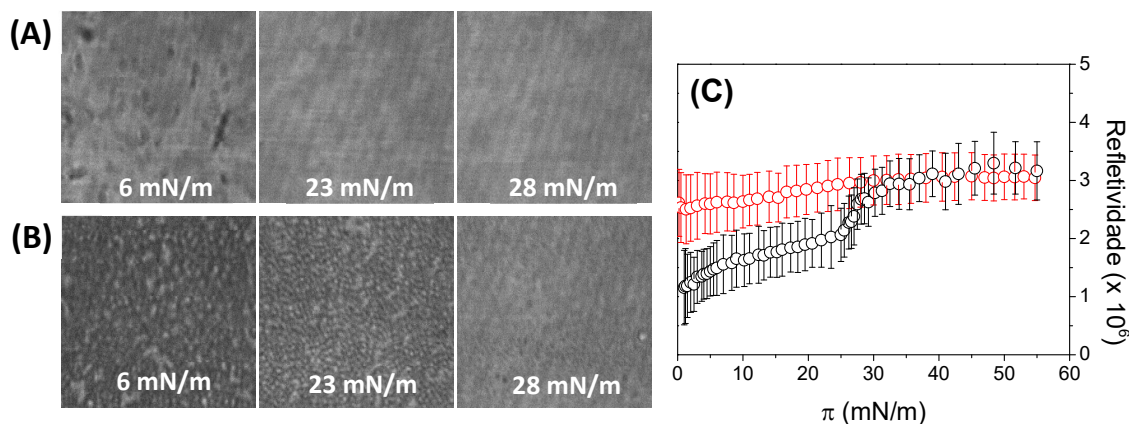 (A)
6 mN/m
23 mN/m
28 mN/m
(B)
6 mN/m
23 mN/m
28 mN/m
(C)
5
4
3
2
1
0
Refletividade (x 10⁶)
0 10 20 30 40 50 60
π (mN/m)